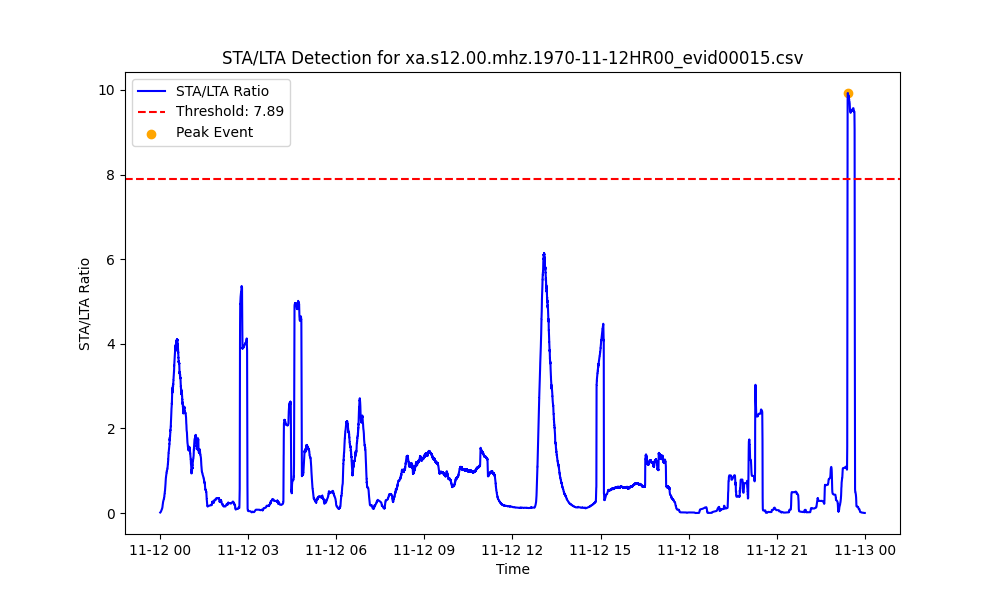 STA/LTA Detection for xa.s12.00.mhz.1970-11-12HR00_evid00015.csv
STA/LTA Ratio
Threshold: 7.89
Peak Event
10
8
6
4
2
0
STA/LTA Ratio
11-12 00
11-12 03
11-12 06
11-12 09
11-12 12
11-12 15
11-12 18
11-12 21
11-13 00
Time